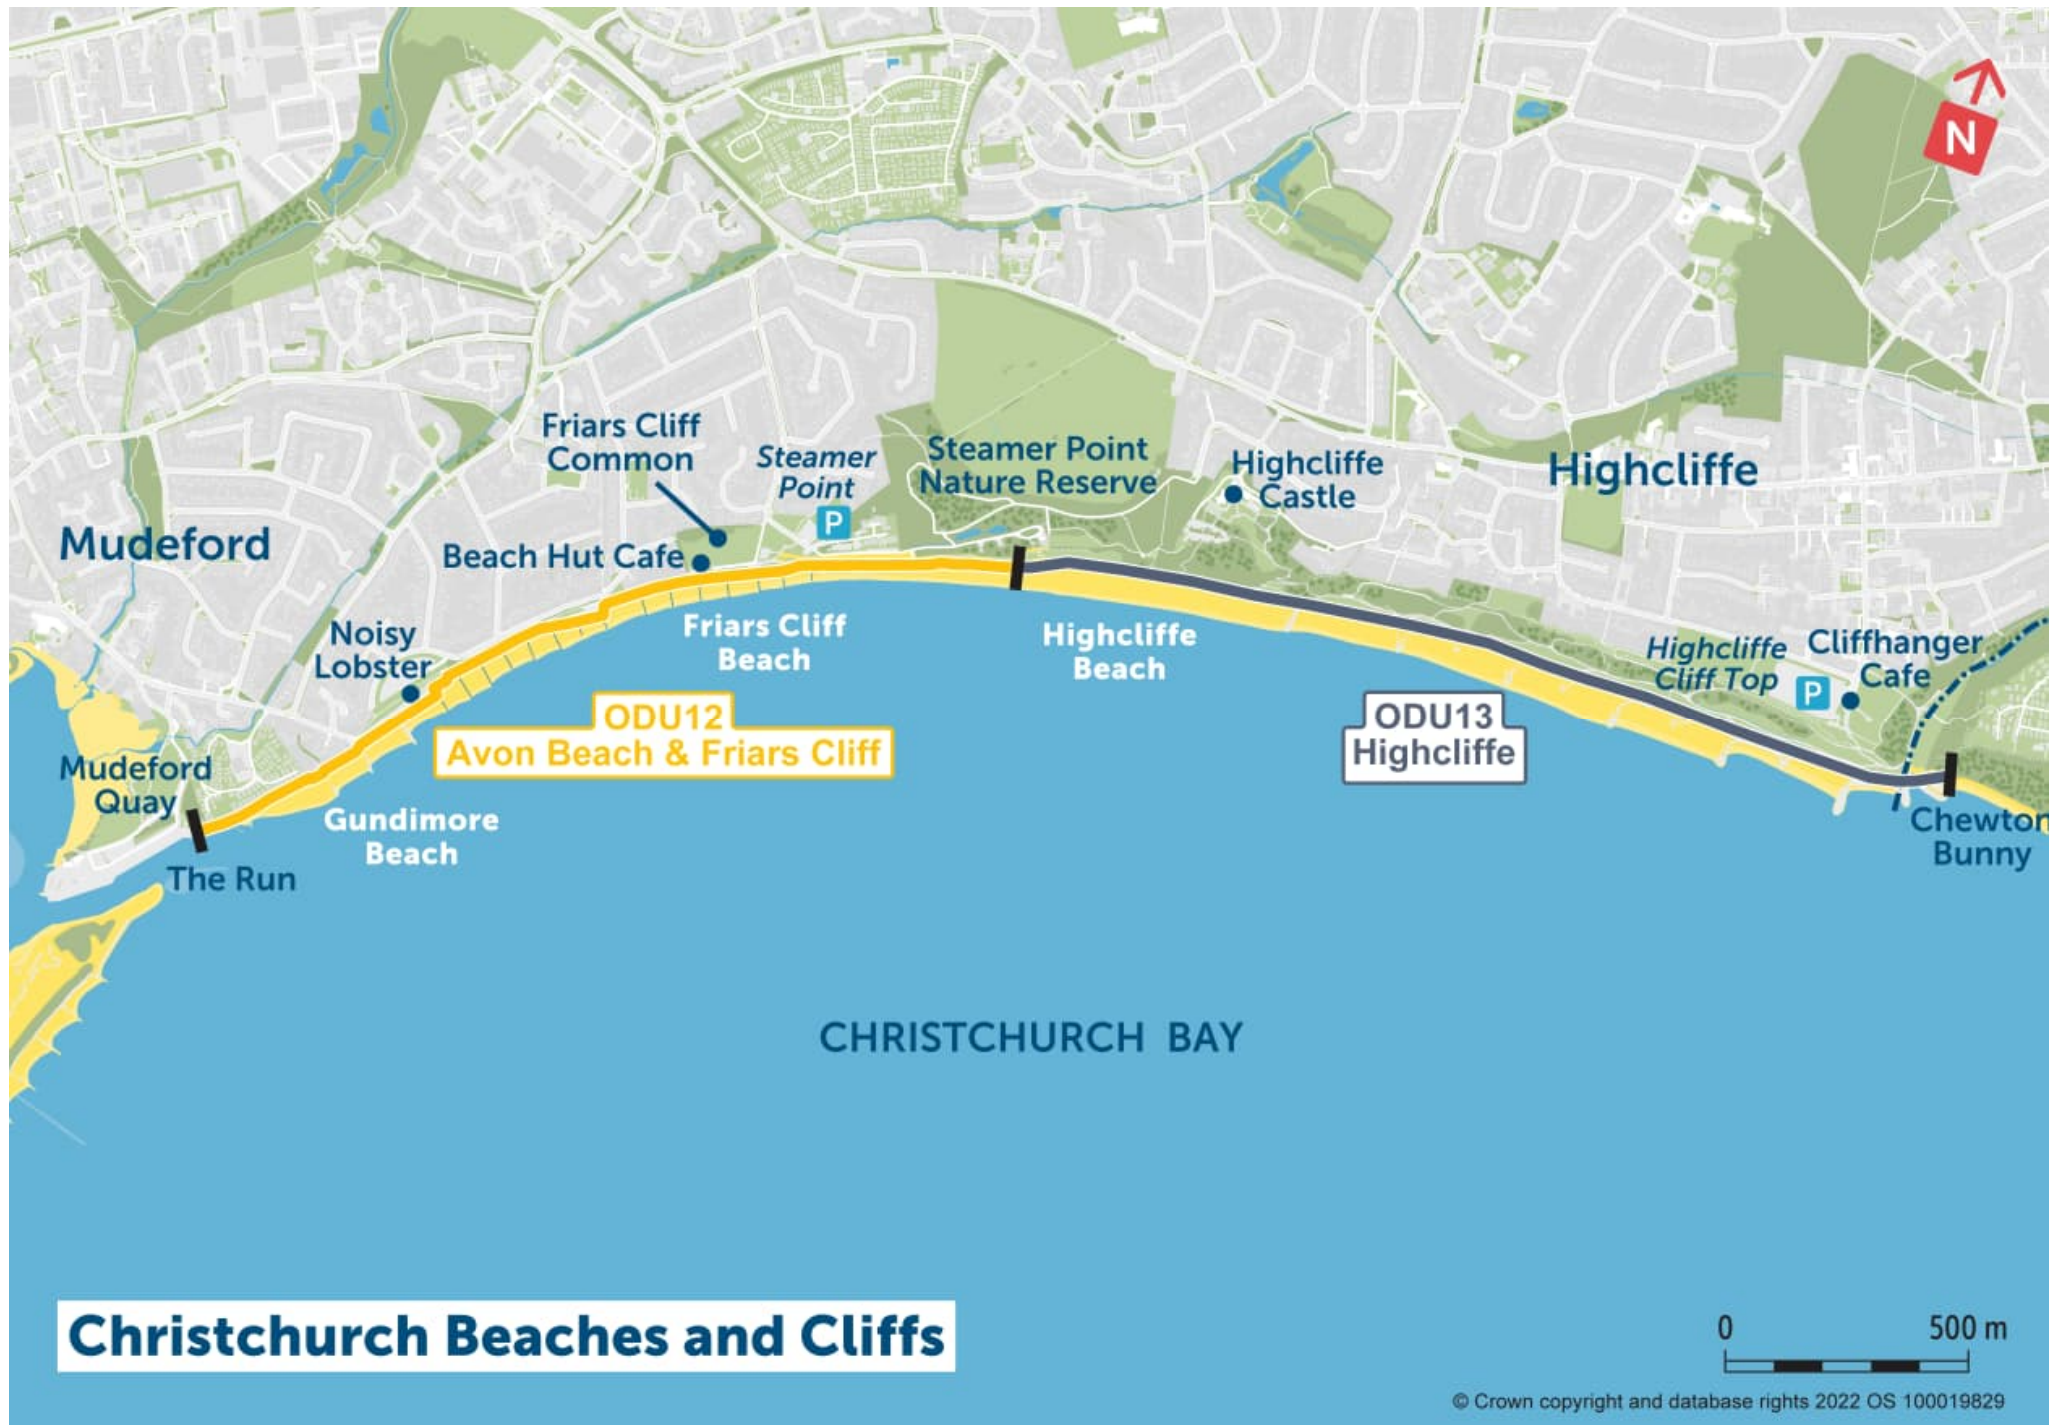 N
Friars Cliff
Common
Steamer
Point
P
Steamer Point
Nature Reserve
Highcliffe
Castle
Highcliffe
Mudeford
Beach Hut Cafe
Noisy
Lobster
Friars Cliff
Beach
Highcliffe
Beach
Highcliffe
Cliff Top
P
Cliffhanger
Cafe
ODU12
Avon Beach & Friars Cliff
ODU13
Highcliffe
Mudeford
Quay
Gundimore
Beach
Chewton
Bunny
The Run
CHRISTCHURCH BAY
Christchurch Beaches and Cliffs
0 500 m
© Crown copyright and database rights 2022 OS 100019829